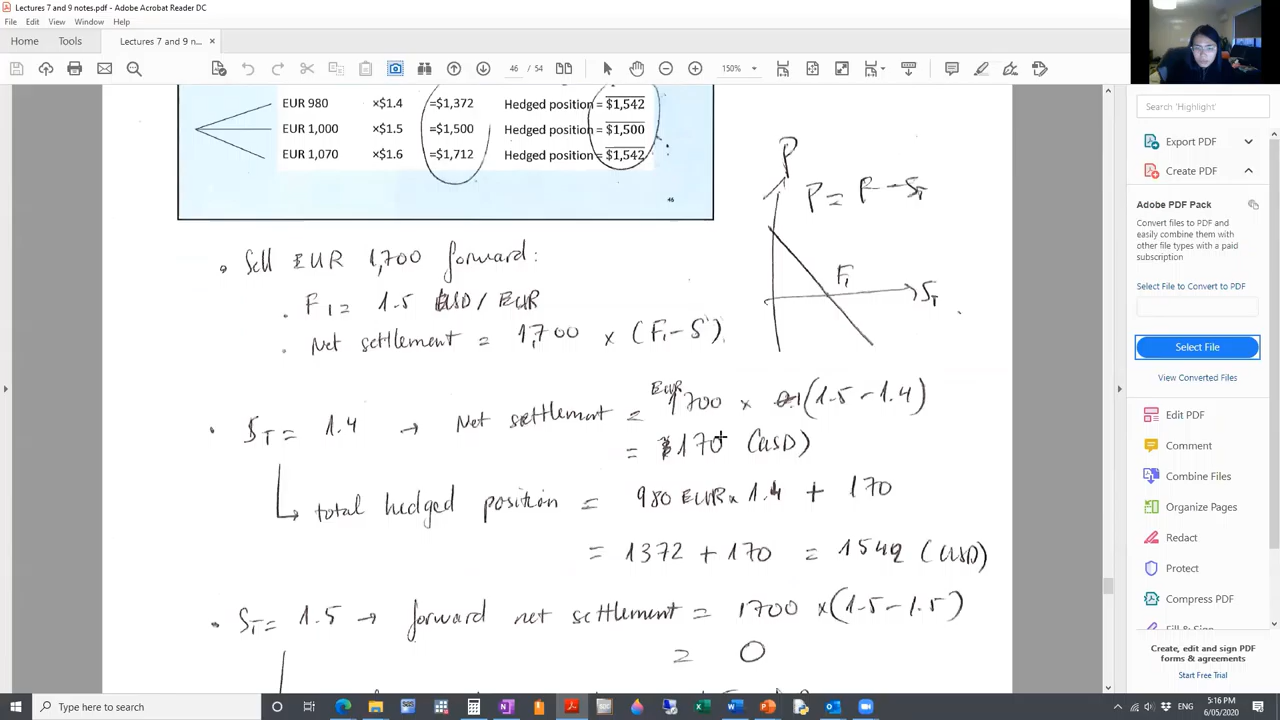 Lectures 7 and 9 notes.pdf - Adobe Acrobat Reader DC
File Edit View Window Help
Home Tools Lectures 7 and 9 n... ×
46 / 54 150%
EUR 980 ×$1.4 =$1,372 Hedged position = $1,542
EUR 1,000 ×$1.5 =$1,500 Hedged position = $1,500
EUR 1,070 ×$1.6 =$1,712 Hedged position = $1,542
46
P
P = F - ST
F1
ST
Sell EUR 1,700 forward:
F1 = 1.5 USD/ EUR
Net settlement = 1,700 × (F1 - S)
ST = 1.4 → Net settlement = EUR 1700 × (1.5 - 1.4)
= $170 (USD)
total hedged position = 980 EUR × 1.4 + 170
= 1372 + 170 = 1542 (USD)
ST = 1.5 → forward net settlement = 1700 × (1.5 - 1.5)
= 0
Search 'Highlight'
Export PDF
Create PDF
Adobe PDF Pack
Convert files to PDF and
easily combine them with
other file types with a paid
subscription
Select File to Convert to PDF
Select File
View Converted Files
Edit PDF
Comment
Combine Files
Organize Pages
Redact
Protect
Compress PDF
Fill & Sign
Create, edit and sign PDF
forms & agreements
Start Free Trial
Type here to search
5:16 PM
6/05/2020